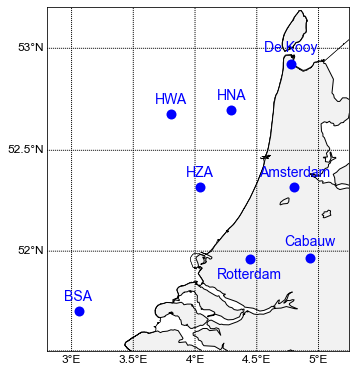 53°N
De Kooy
HWA
HNA
52.5°N
HZA
Amsterdam
Cabauw
52°N
Rotterdam
BSA
3°E
3.5°E
4°E
4.5°E
5°E